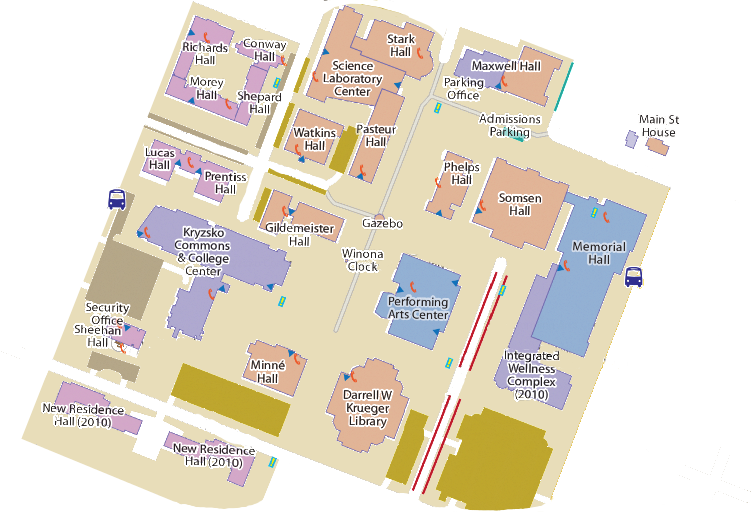 Richards
Hall
Conway
Hall
Morey
Hall
Shepard
Hall
Stark
Hall
Science
Laboratory
Center
Maxwell Hall
Parking
Office
Admissions
Parking
Main St
House
Watkins
Hall
Pasteur
Hall
Lucas
Hall
Prentiss
Hall
Phelps
Hall
Somsen
Hall
Gildemeister
Hall
Gazebo
Kryzsko
Commons
& College
Center
Winona
Clock
Memorial
Hall
Performing
Arts Center
Security
Office
Sheehan
Hall
Integrated
Wellness
Complex
(2010)
Minné
Hall
Darrell W
Krueger
Library
New Residence
Hall (2010)
New Residence
Hall (2010)